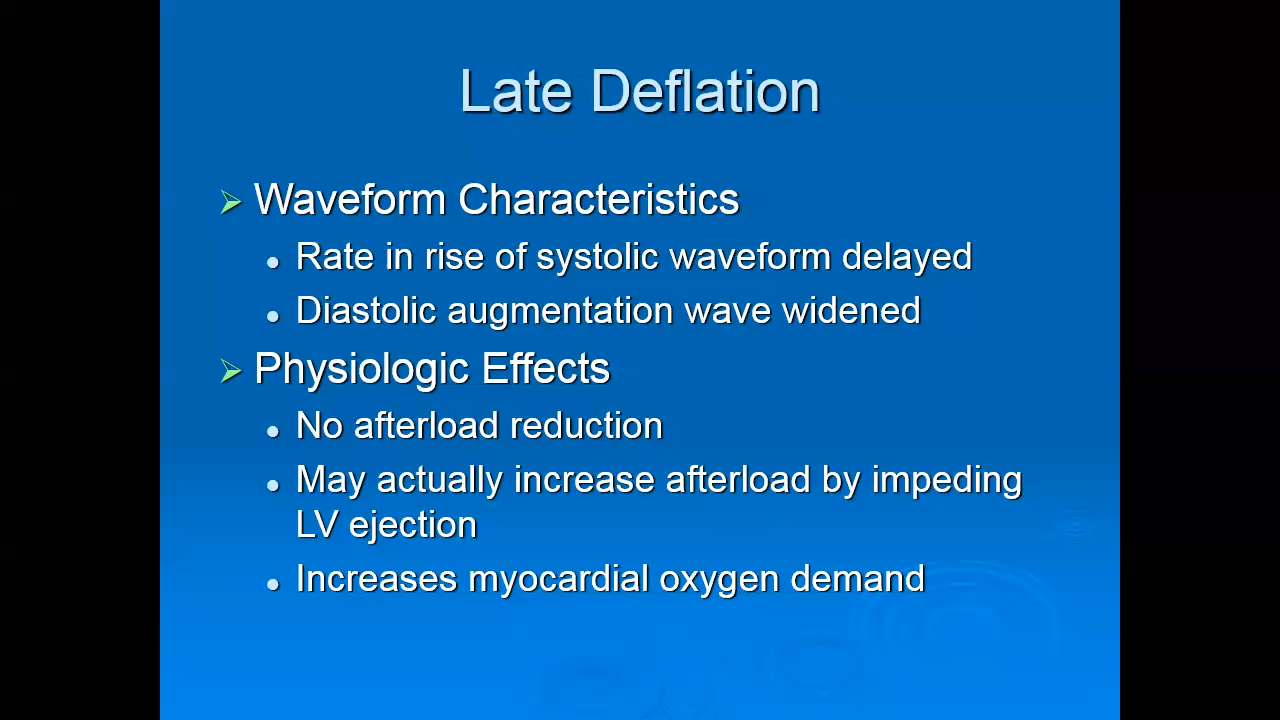 Late Deflation
Waveform Characteristics
Rate in rise of systolic waveform delayed
Diastolic augmentation wave widened
Physiologic Effects
No afterload reduction
May actually increase afterload by impeding
LV ejection
Increases myocardial oxygen demand